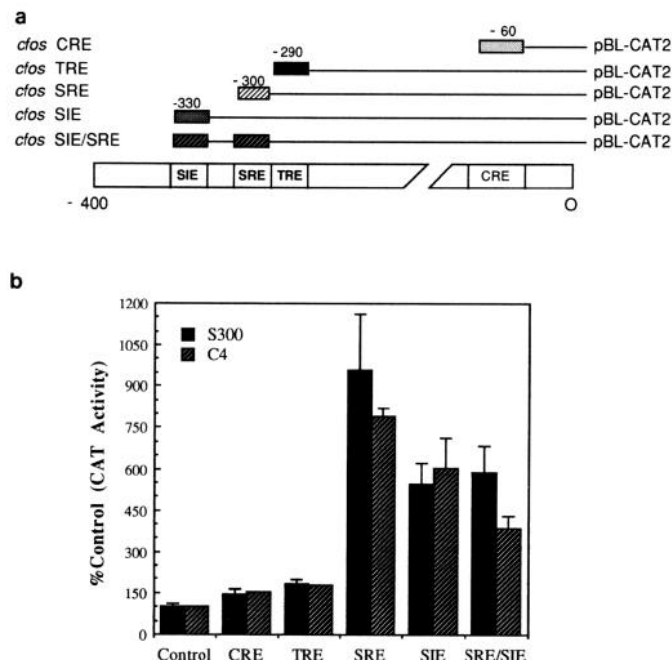 a
cfos CRE - 60 pBL-CAT2
cfos TRE - 290 pBL-CAT2
cfos SRE - 300 pBL-CAT2
cfos SIE -330 pBL-CAT2
cfos SIE/SRE pBL-CAT2
SIE SRE TRE CRE
- 400 O
b
%Control (CAT Activity)
1200
1050
900
750
600
450
300
150
0
S300
C4
Control CRE TRE SRE SIE SRE/SIE